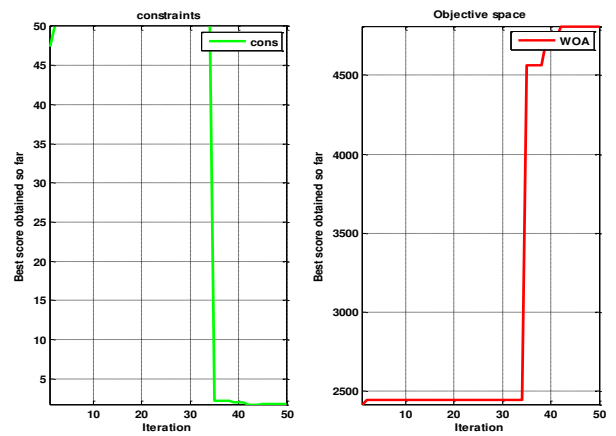 constraints
cons
Best score obtained so far
50
45
40
35
30
25
20
15
10
5
10 20 30 40 50
Iteration
Objective space
WOA
Best score obtained so far
4500
4000
3500
3000
2500
10 20 30 40 50
Iteration